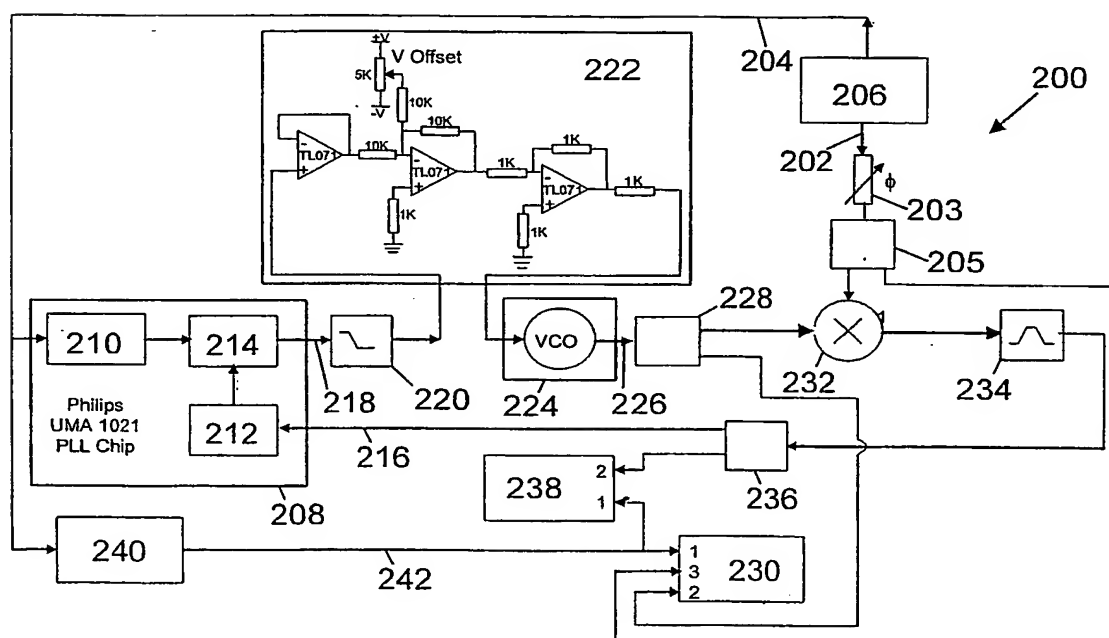 204
+V
V Offset
5K
-V
10K
10K
10K
TL071
TL071
1K
1K
1K
TL071
1K
1K
222
206
200
202
ϕ
203
205
210
214
218
220
VCO
224
226
228
232
234
Philips
UMA 1021
PLL Chip
212
216
208
238
2
1
236
240
242
1
3
2
230